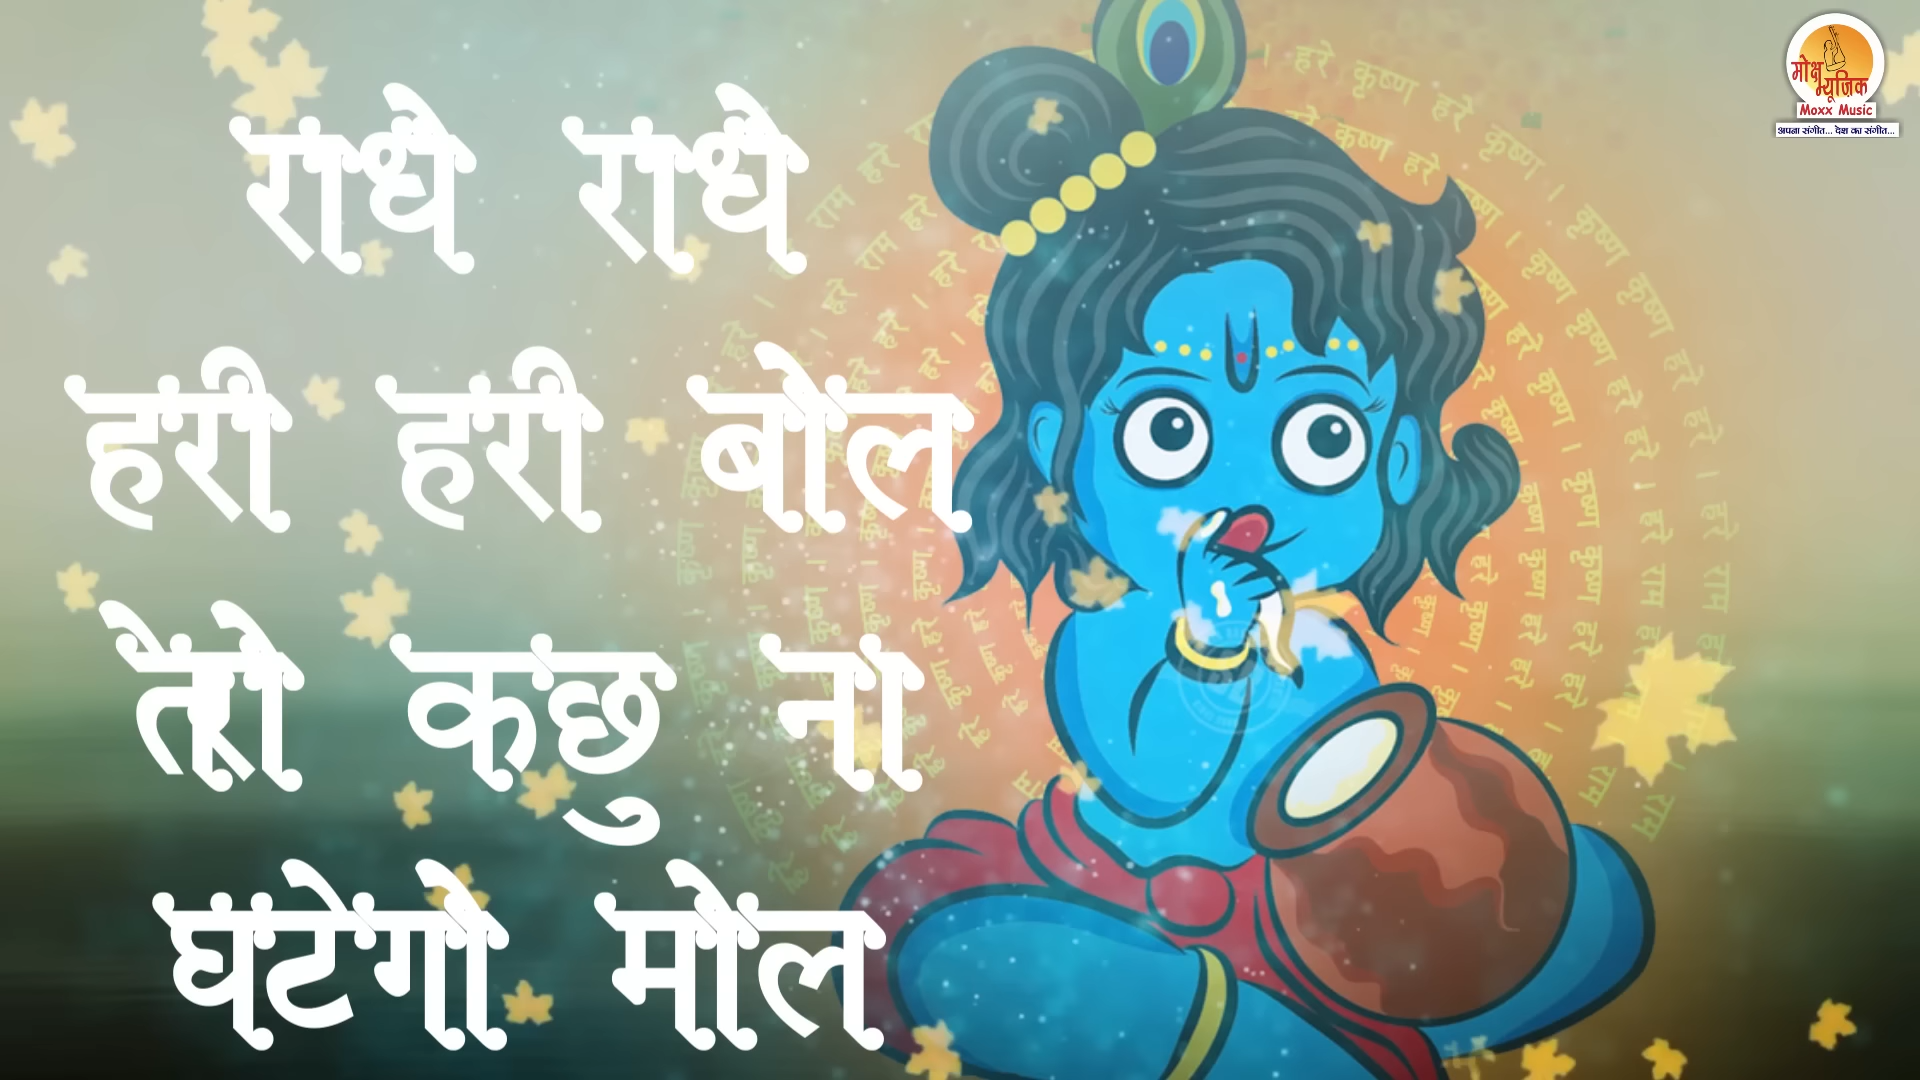 राधे राधे
हरी हरी बोल
तेरो कछु ना
घटेगो मोल
मोक्ष
म्यूज़िक
Moxx Music
अपना संगीत... देश का संगीत...